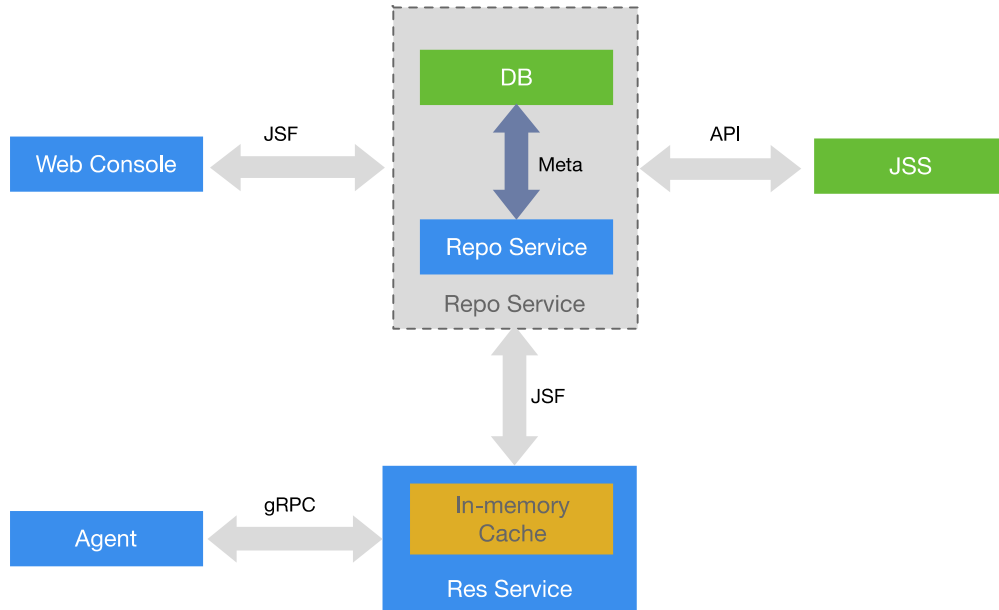 DB
JSF
API
Web Console
Meta
JSS
Repo Service
Repo Service
JSF
gRPC
In-memory
Cache
Agent
Res Service